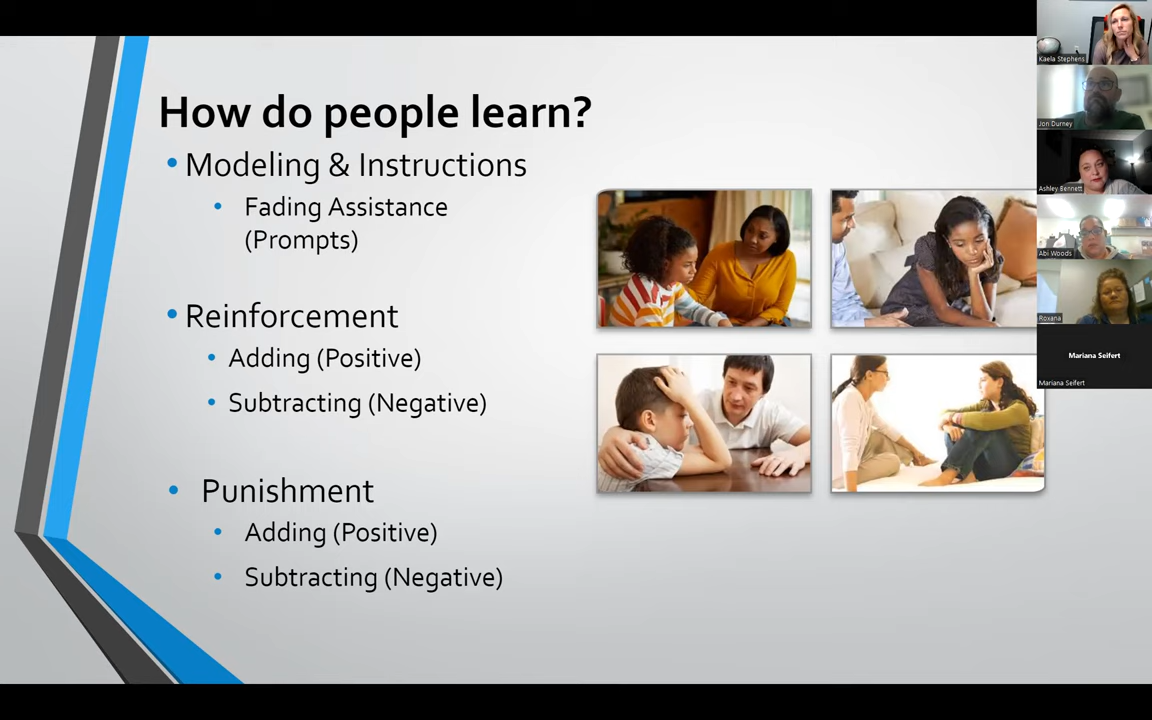 How do people learn?
• Modeling & Instructions
• Fading Assistance
(Prompts)
• Reinforcement
• Adding (Positive)
• Subtracting (Negative)
• Punishment
• Adding (Positive)
• Subtracting (Negative)
Kaela Stephens
Jon Durney
Ashley Bennett
Abi Woods
Roxana
Mariana Seifert
Mariana Seifert